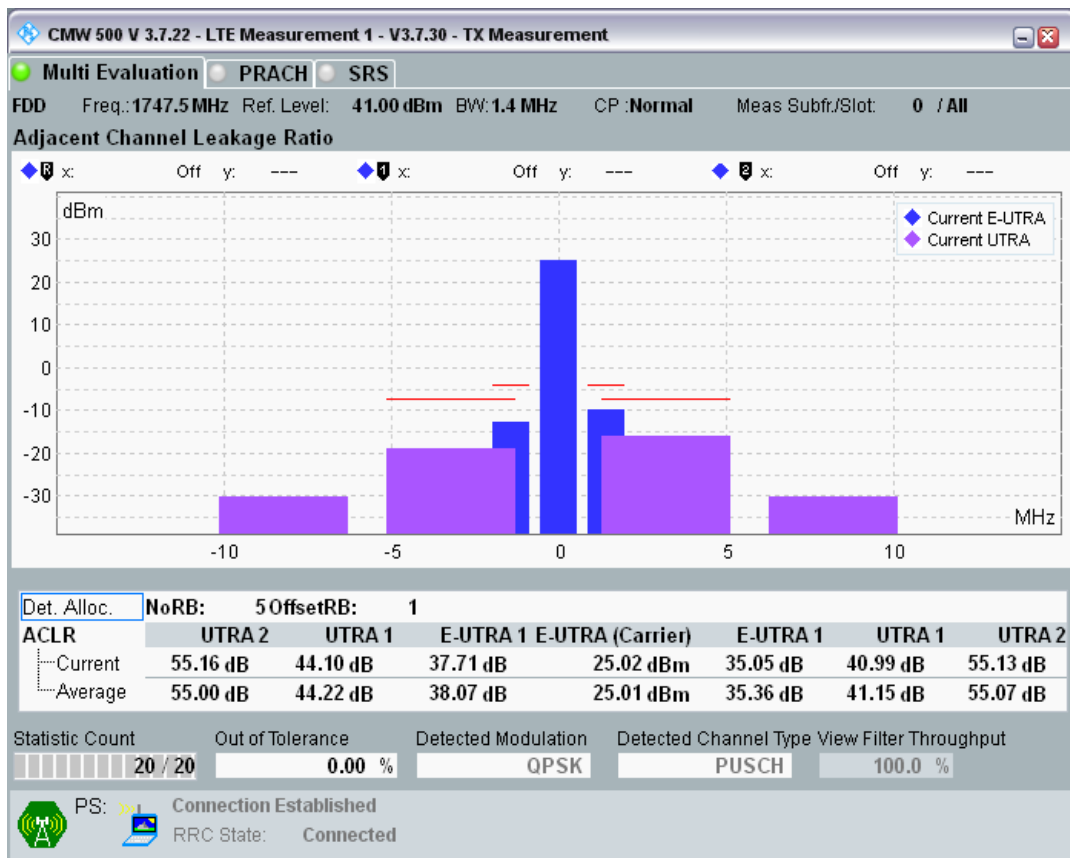 CMW 500 V 3.7.22 - LTE Measurement 1 - V3.7.30 - TX Measurement
Multi Evaluation PRACH SRS
FDD Freq.: 1747.5 MHz Ref. Level: 41.00 dBm BW: 1.4 MHz CP :Normal Meas Subfr./Slot: 0 / All
Adjacent Channel Leakage Ratio
R x: Off y: --- 1 x: Off y: --- 2 x: Off y: ---
dBm
Current E-UTRA
Current UTRA
30
20
10
0
-10
-20
-30
MHz
-10 -5 0 5 10
Det. Alloc. NoRB: 5 OffsetRB: 1
ACLR UTRA 2 UTRA 1 E-UTRA 1 E-UTRA (Carrier) E-UTRA 1 UTRA 1 UTRA 2
Current 55.16 dB 44.10 dB 37.71 dB 25.02 dBm 35.05 dB 40.99 dB 55.13 dB
Average 55.00 dB 44.22 dB 38.07 dB 25.01 dBm 35.36 dB 41.15 dB 55.07 dB
Statistic Count Out of Tolerance Detected Modulation Detected Channel Type View Filter Throughput
20 / 20 0.00 % QPSK PUSCH 100.0 %
PS: Connection Established
RRC State: Connected